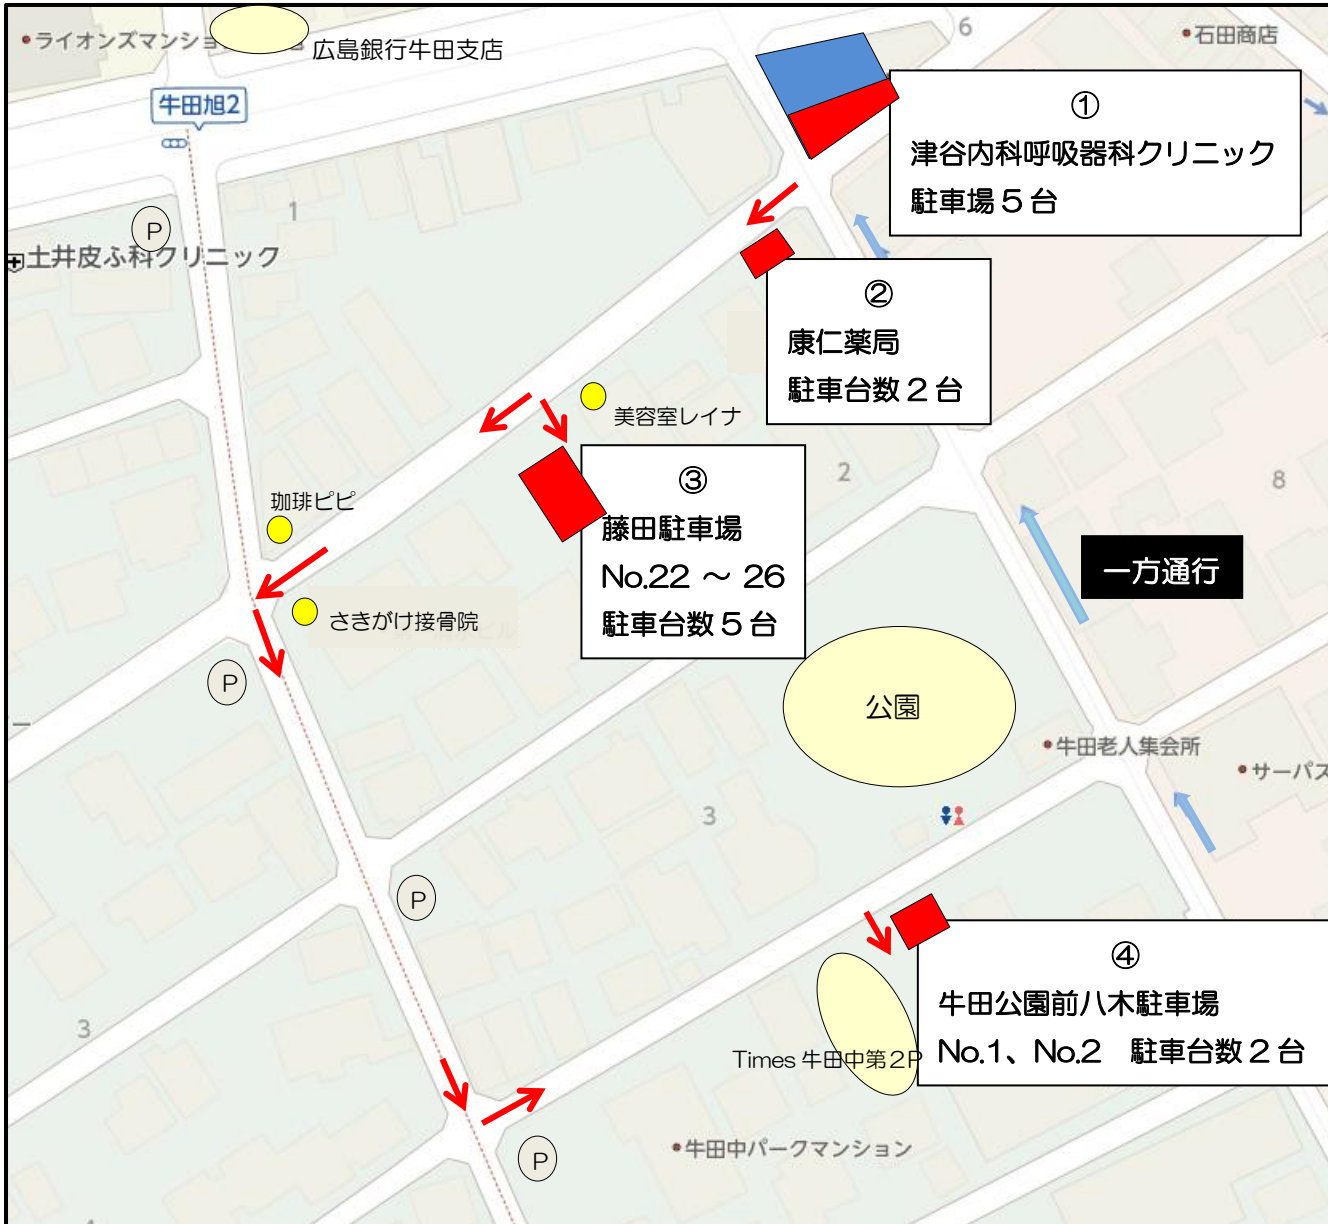 ライオンズマンショ
広島銀行牛田支店
6
石田商店
牛田旭2
①
津谷内科呼吸器科クリニック
駐車場5台
1
P
土井皮ふ科クリニック
②
康仁薬局
駐車台数2台
美容室レイナ
2
8
③
藤田駐車場
No.22 ～ 26
駐車台数5台
珈琲ピピ
一方通行
さきがけ接骨院
P
公園
牛田老人集会所
サーパス
3
P
④
牛田公園前八木駐車場
No.1、No.2　駐車台数2台
3
Times 牛田中第2P
牛田中パークマンション
P